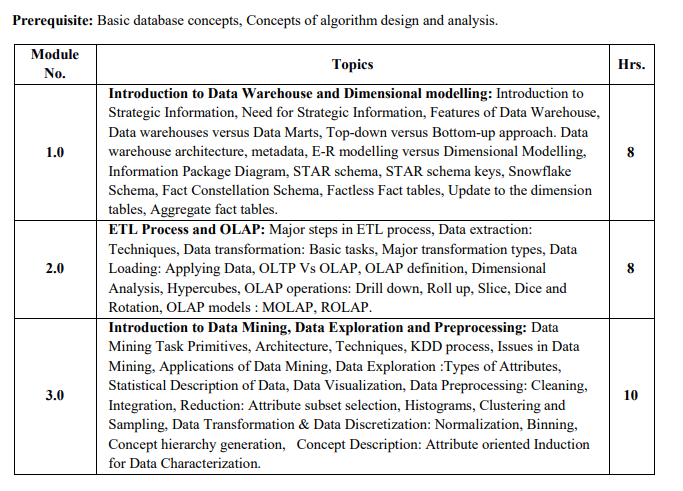 Prerequisite: Basic database concepts, Concepts of algorithm design and analysis.
Module
No.
Topics
Hrs.
1.0
Introduction to Data Warehouse and Dimensional modelling: Introduction to
Strategic Information, Need for Strategic Information, Features of Data Warehouse,
Data warehouses versus Data Marts, Top-down versus Bottom-up approach. Data
warehouse architecture, metadata, E-R modelling versus Dimensional Modelling,
Information Package Diagram, STAR schema, STAR schema keys, Snowflake
Schema, Fact Constellation Schema, Factless Fact tables, Update to the dimension
tables, Aggregate fact tables.
8
2.0
ETL Process and OLAP: Major steps in ETL process, Data extraction:
Techniques, Data transformation: Basic tasks, Major transformation types, Data
Loading: Applying Data, OLTP Vs OLAP, OLAP definition, Dimensional
Analysis, Hypercubes, OLAP operations: Drill down, Roll up, Slice, Dice and
Rotation, OLAP models : MOLAP, ROLAP.
8
3.0
Introduction to Data Mining, Data Exploration and Preprocessing: Data
Mining Task Primitives, Architecture, Techniques, KDD process, Issues in Data
Mining, Applications of Data Mining, Data Exploration :Types of Attributes,
Statistical Description of Data, Data Visualization, Data Preprocessing: Cleaning,
Integration, Reduction: Attribute subset selection, Histograms, Clustering and
Sampling, Data Transformation & Data Discretization: Normalization, Binning,
Concept hierarchy generation, Concept Description: Attribute oriented Induction
for Data Characterization.
10